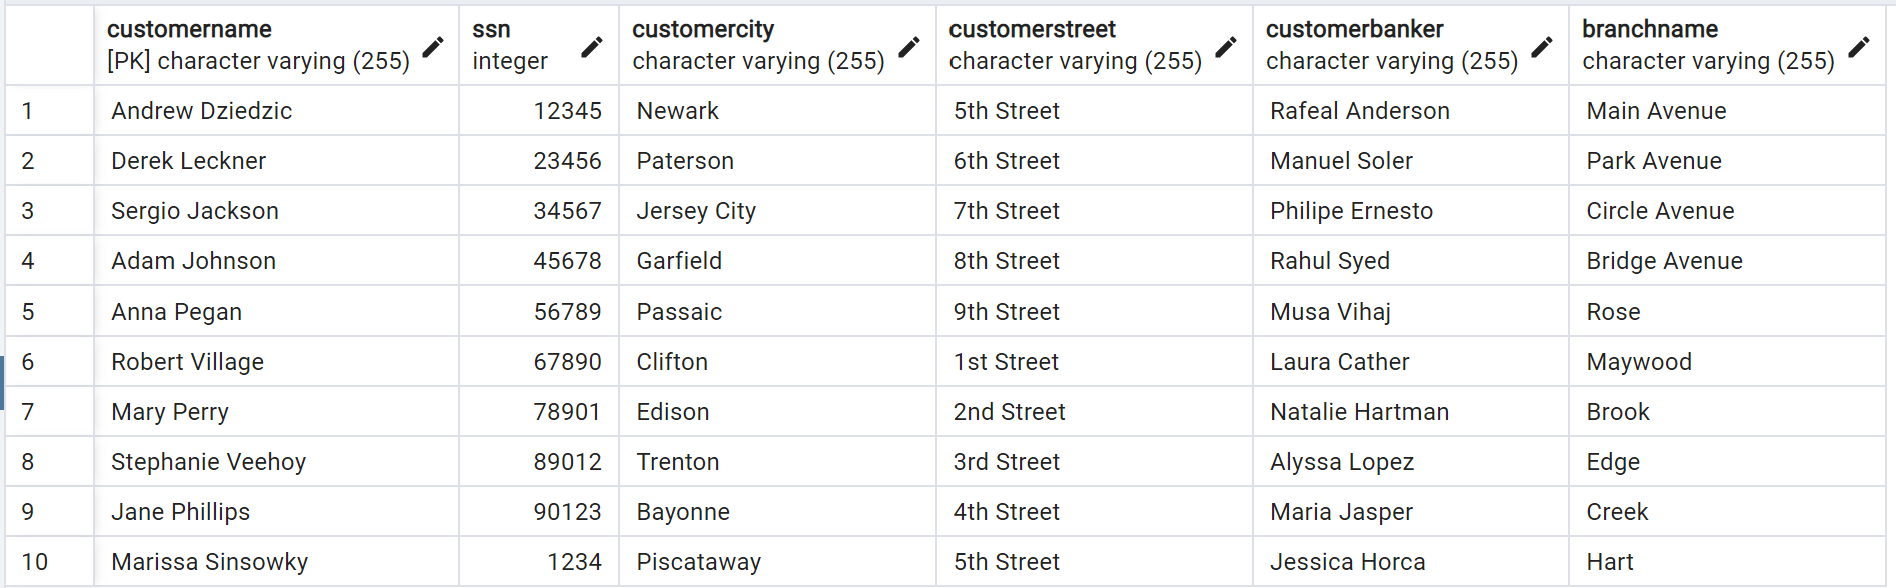 customername ssn customercity customerstreet customerbanker branchname
[PK] character varying (255) integer character varying (255) character varying (255) character varying (255) character varying (255)
1 Andrew Dziedzic 12345 Newark 5th Street Rafeal Anderson Main Avenue
2 Derek Leckner 23456 Paterson 6th Street Manuel Soler Park Avenue
3 Sergio Jackson 34567 Jersey City 7th Street Philipe Ernesto Circle Avenue
4 Adam Johnson 45678 Garfield 8th Street Rahul Syed Bridge Avenue
5 Anna Pegan 56789 Passaic 9th Street Musa Vihaj Rose
6 Robert Village 67890 Clifton 1st Street Laura Cather Maywood
7 Mary Perry 78901 Edison 2nd Street Natalie Hartman Brook
8 Stephanie Veehoy 89012 Trenton 3rd Street Alyssa Lopez Edge
9 Jane Phillips 90123 Bayonne 4th Street Maria Jasper Creek
10 Marissa Sinsowky 1234 Piscataway 5th Street Jessica Horca Hart